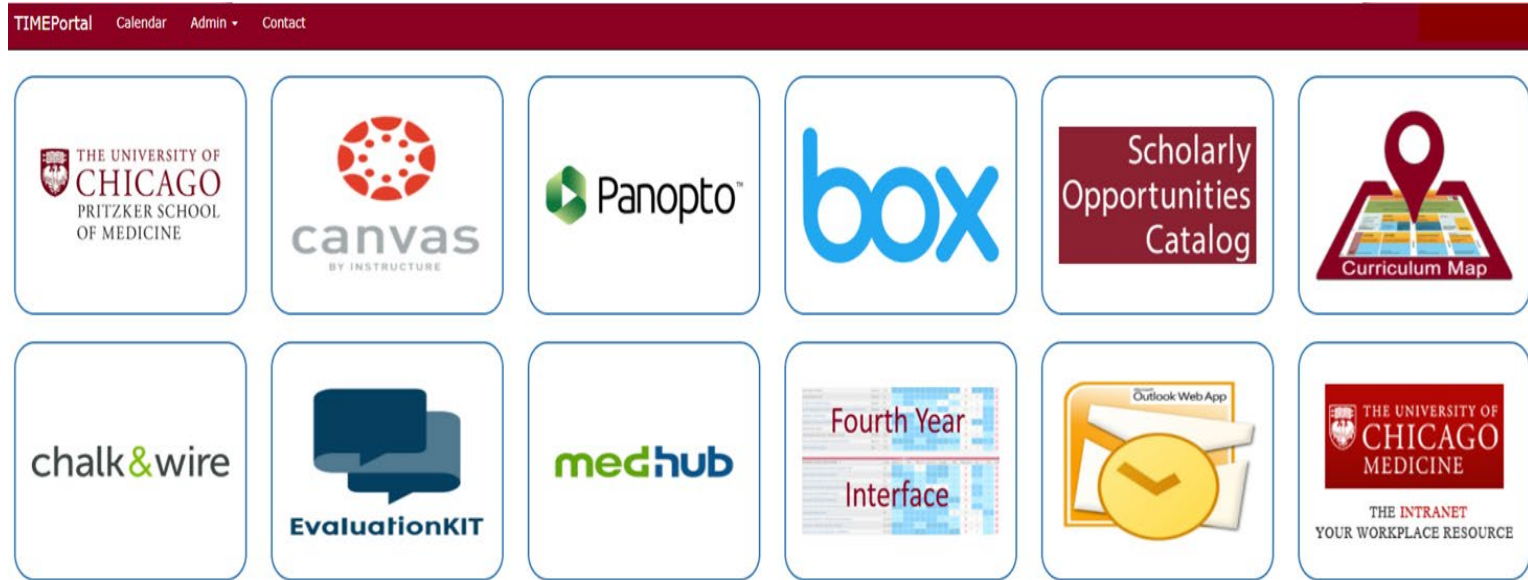 TIMEPortal Calendar Admin Contact
THE UNIVERSITY OF
CHICAGO
PRITZKER SCHOOL
OF MEDICINE
canvas
BY INSTRUCTURE
Panopto™
box
Scholarly
Opportunities
Catalog
Curriculum Map
chalk&wire
EvaluationKIT
medhub
Fourth Year
Interface
Outlook Web App
THE UNIVERSITY OF
CHICAGO
MEDICINE
THE INTRANET
YOUR WORKPLACE RESOURCE